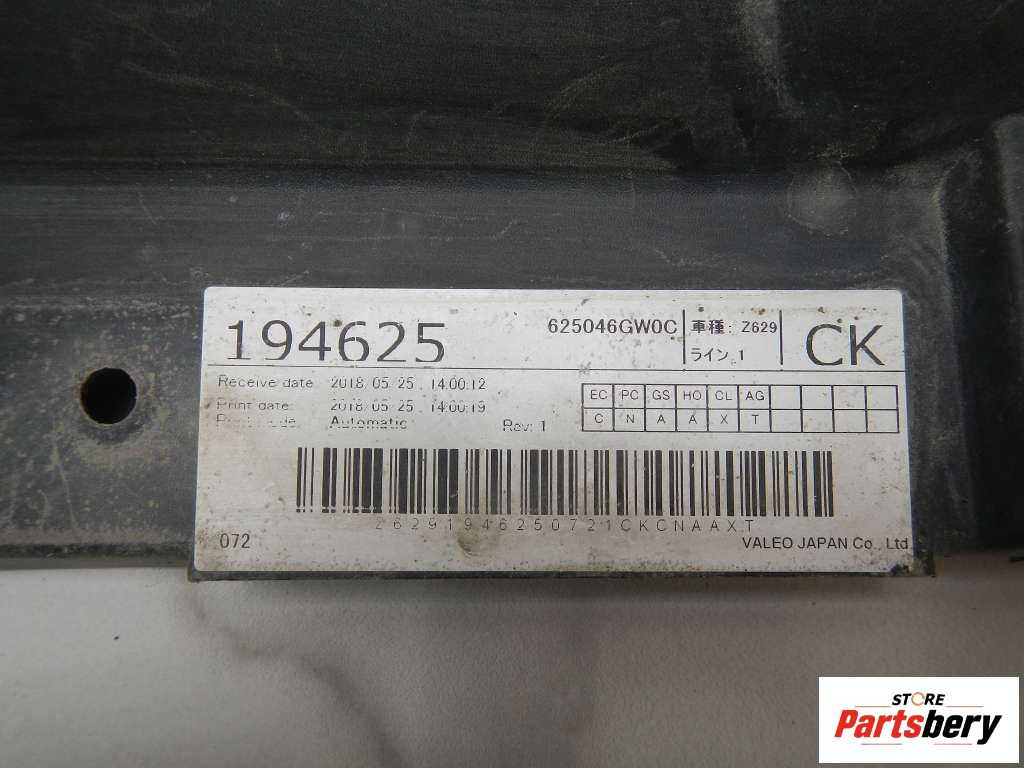 194625
625046GW0C
車種: Z629
ライン 1
CK
Receive date: 2018/05/25 14:00:12
Print date: 2018/05/25 14:00:19
Automatic
Rev: 1
EC PC GS HO CL AG
C N A A X T
262919462507 21CKCNAAXT
072
VALEO JAPAN Co., Ltd.
STORE
Partsbery